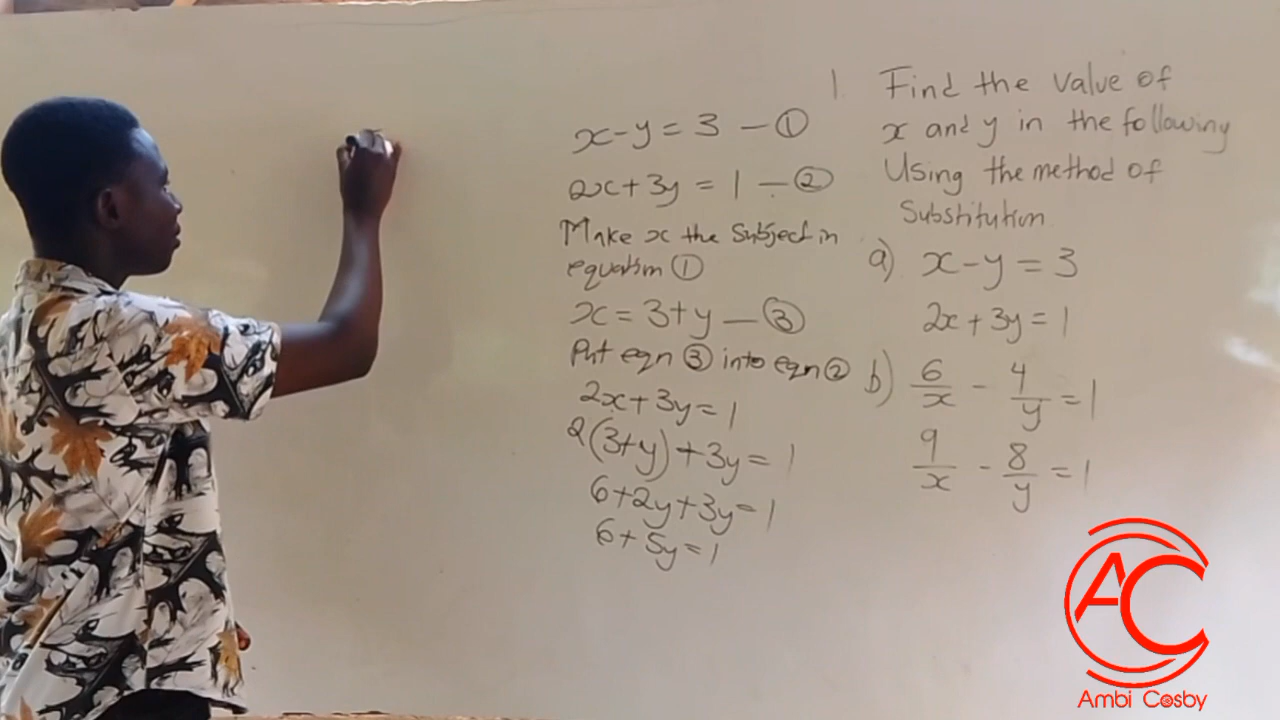 1. Find the value of
x and y in the following
Using the method of
Substitution
a) x - y = 3
2x + 3y = 1
b) 6/x - 4/y = 1
9/x - 8/y = 1
x - y = 3 — ①
2x + 3y = 1 — ②
Make x the Subject in
equation ①
x = 3 + y — ③
Put eqn ③ into eqn ②
2x + 3y = 1
2(3 + y) + 3y = 1
6 + 2y + 3y = 1
6 + 5y = 1
AC
Ambi Cosby